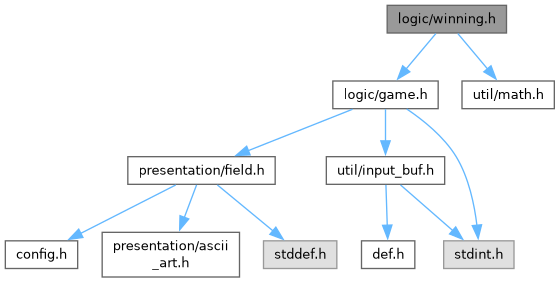 logic/winning.h
logic/game.h
util/math.h
presentation/field.h
util/input_buf.h
config.h
presentation/ascii
_art.h
stddef.h
def.h
stdint.h